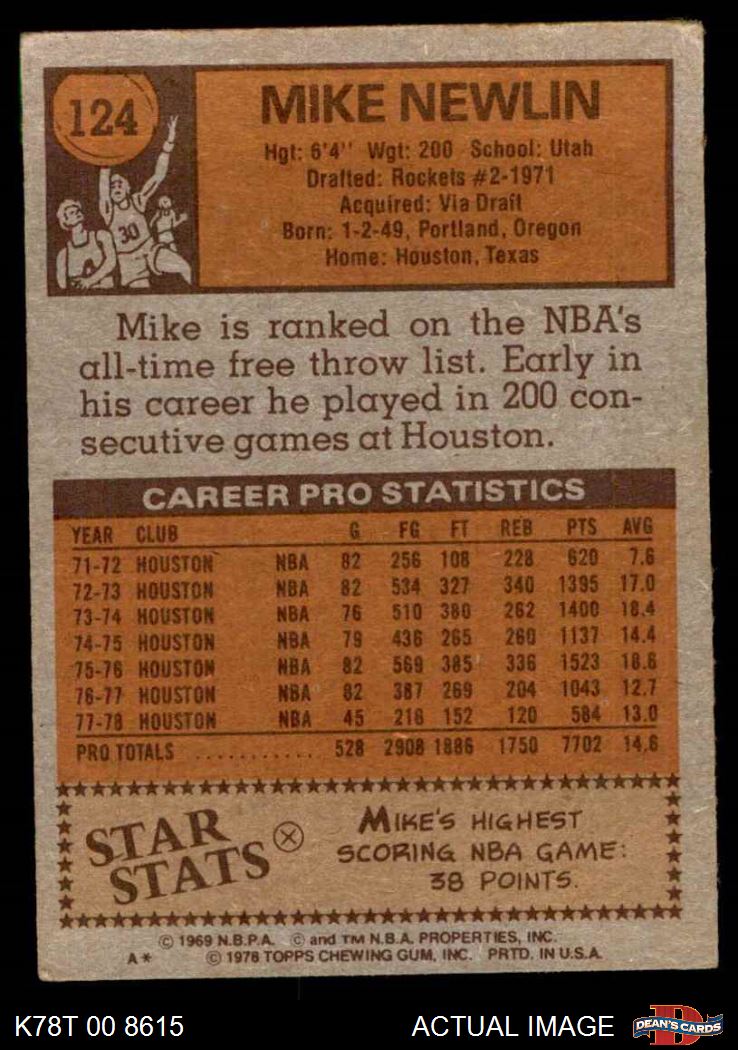 124
MIKE NEWLIN
Hgt: 6'4" Wgt: 200 School: Utah
Drafted: Rockets #2-1971
Acquired: Via Draft
Born: 1-2-49, Portland, Oregon
Home: Houston, Texas
30
Mike is ranked on the NBA's
all-time free throw list. Early in
his career he played in 200 con-
secutive games at Houston.
CAREER PRO STATISTICS
YEAR CLUB G FG FT REB PTS AVG
71-72 HOUSTON NBA 82 256 108 228 620 7.6
72-73 HOUSTON NBA 82 534 327 340 1395 17.0
73-74 HOUSTON NBA 76 510 380 262 1400 18.4
74-75 HOUSTON NBA 79 436 265 260 1137 14.4
75-76 HOUSTON NBA 82 569 385 336 1523 18.6
76-77 HOUSTON NBA 82 387 269 204 1043 12.7
77-78 HOUSTON NBA 45 216 152 120 584 13.0
PRO TOTALS ........... 528 2908 1886 1750 7702 14.6
STAR
STATS
MIKE'S HIGHEST
SCORING NBA GAME:
38 POINTS.
© 1969 N.B.P.A. © and TM N.B.A. PROPERTIES, INC.
A* © 1978 TOPPS CHEWING GUM, INC. PRTD. IN U.S.A.
K78T 00 8615 ACTUAL IMAGE
D
DEAN'S CARDS